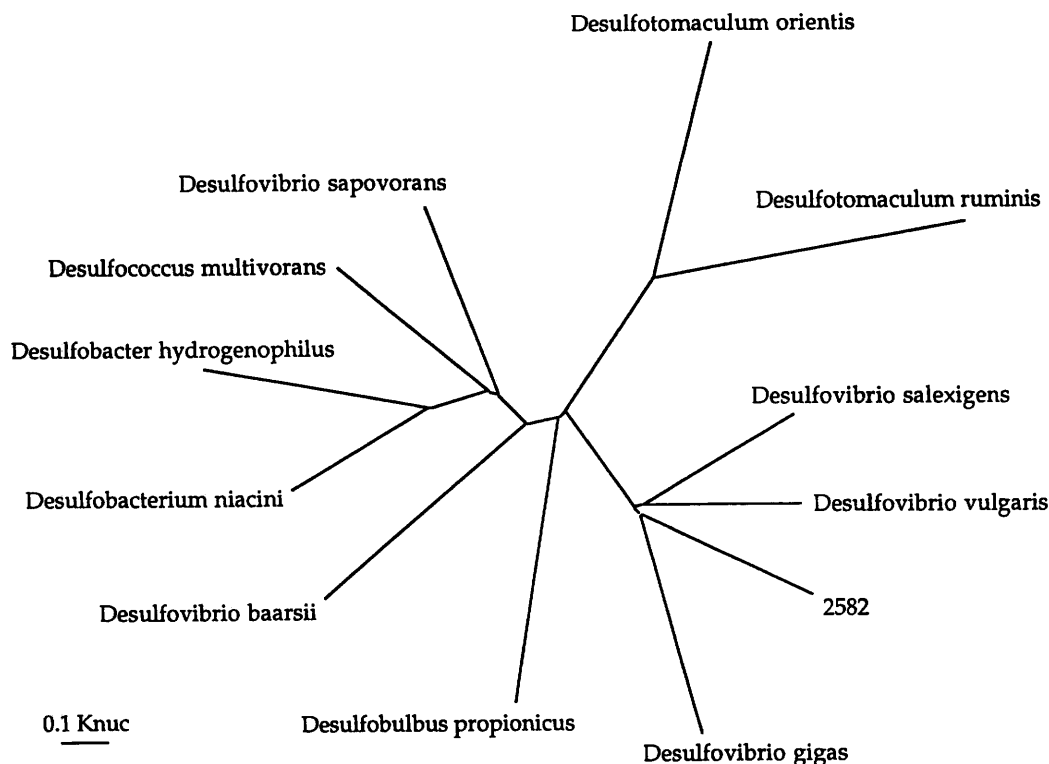 Desulfotomaculum orientis
Desulfovibrio sapovorans
Desulfotomaculum ruminis
Desulfococcus multivorans
Desulfobacter hydrogenophilus
Desulfovibrio salexigens
Desulfobacterium niacini
Desulfovibrio vulgaris
Desulfovibrio baarsii
2582
0.1 Knuc
Desulfobulbus propionicus
Desulfovibrio gigas